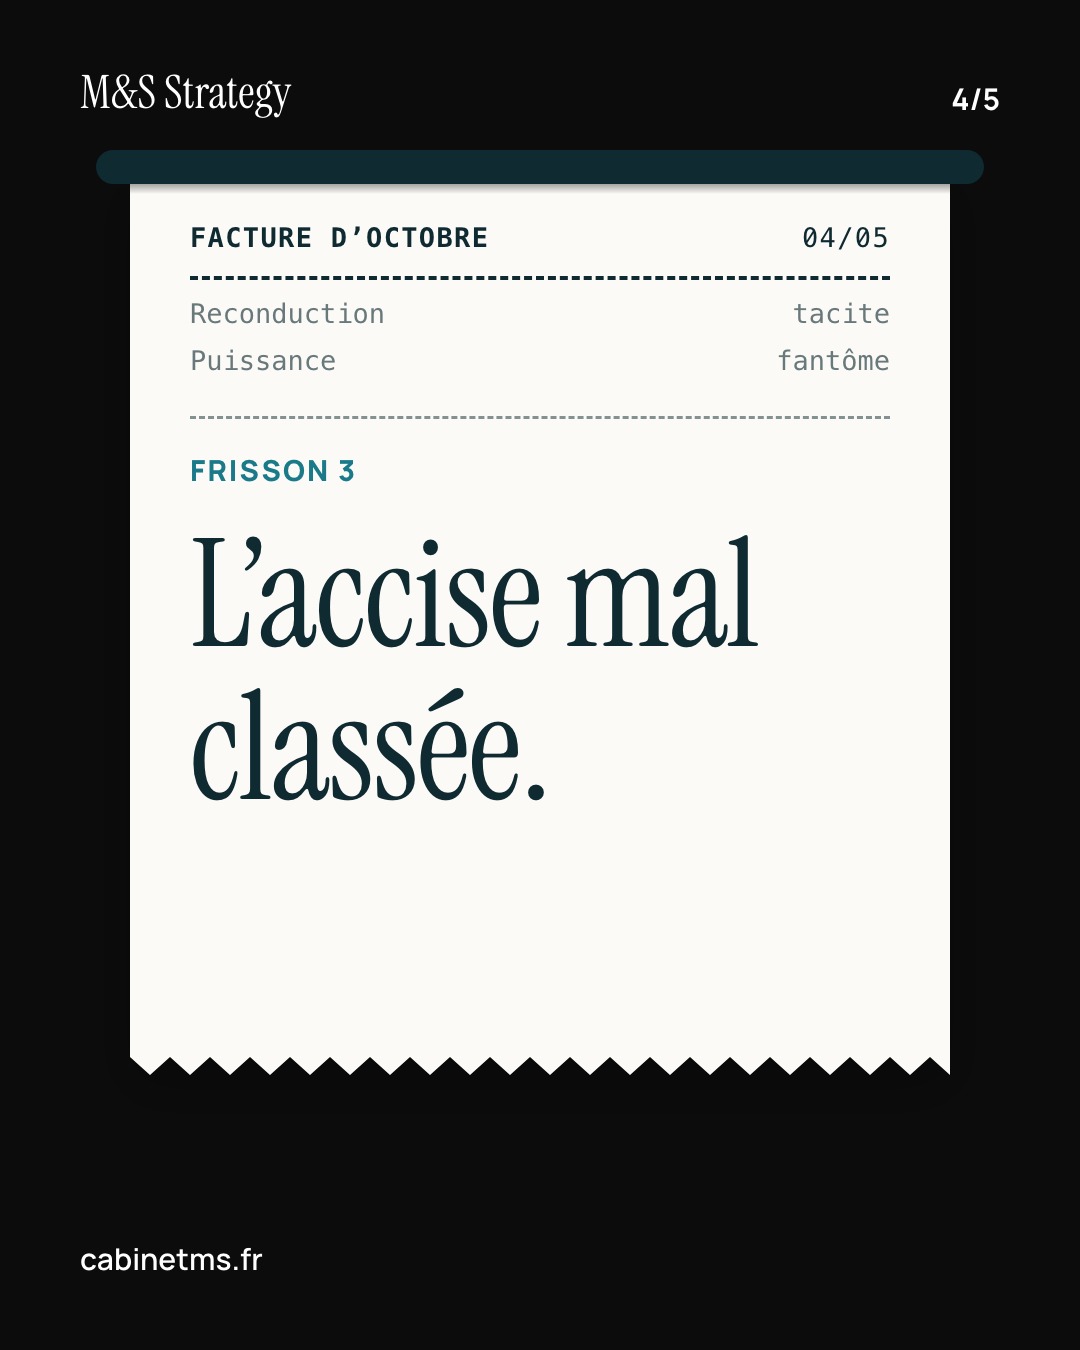 M&S Strategy
4/5
FACTURE D’OCTOBRE 04/05
Reconduction tacite
Puissance fantôme
FRISSON 3
L’accise mal
classée.
cabinetms.fr